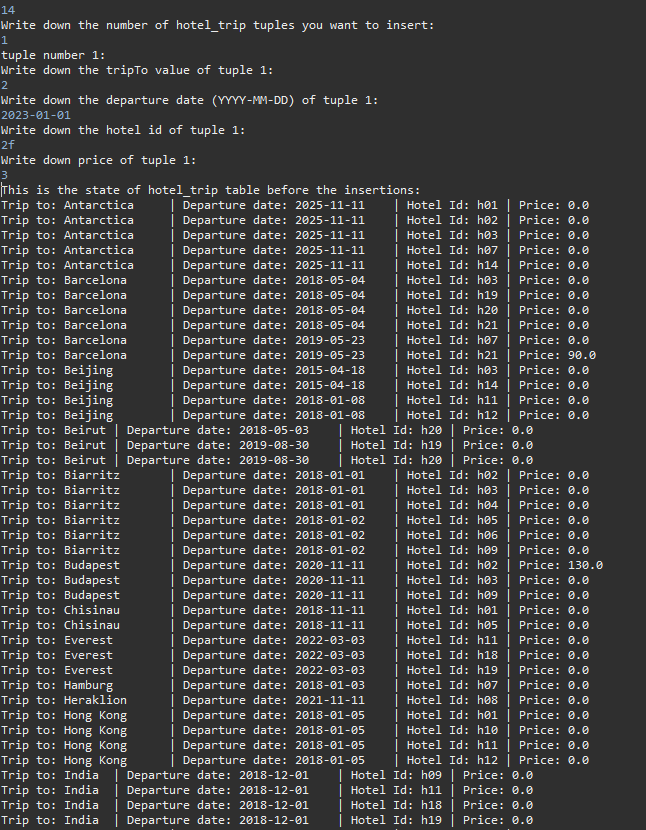 14
Write down the number of hotel_trip tuples you want to insert:
1
tuple number 1:
Write down the tripTo value of tuple 1:
2
Write down the departure date (YYYY-MM-DD) of tuple 1:
2023-01-01
Write down the hotel id of tuple 1:
2f
Write down price of tuple 1:
3
This is the state of hotel_trip table before the insertions:
Trip to: Antarctica | Departure date: 2025-11-11 | Hotel Id: h01 | Price: 0.0
Trip to: Antarctica | Departure date: 2025-11-11 | Hotel Id: h02 | Price: 0.0
Trip to: Antarctica | Departure date: 2025-11-11 | Hotel Id: h03 | Price: 0.0
Trip to: Antarctica | Departure date: 2025-11-11 | Hotel Id: h07 | Price: 0.0
Trip to: Antarctica | Departure date: 2025-11-11 | Hotel Id: h14 | Price: 0.0
Trip to: Barcelona | Departure date: 2018-05-04 | Hotel Id: h03 | Price: 0.0
Trip to: Barcelona | Departure date: 2018-05-04 | Hotel Id: h19 | Price: 0.0
Trip to: Barcelona | Departure date: 2018-05-04 | Hotel Id: h20 | Price: 0.0
Trip to: Barcelona | Departure date: 2018-05-04 | Hotel Id: h21 | Price: 0.0
Trip to: Barcelona | Departure date: 2019-05-23 | Hotel Id: h07 | Price: 0.0
Trip to: Barcelona | Departure date: 2019-05-23 | Hotel Id: h21 | Price: 90.0
Trip to: Beijing | Departure date: 2015-04-18 | Hotel Id: h03 | Price: 0.0
Trip to: Beijing | Departure date: 2015-04-18 | Hotel Id: h14 | Price: 0.0
Trip to: Beijing | Departure date: 2018-01-08 | Hotel Id: h11 | Price: 0.0
Trip to: Beijing | Departure date: 2018-01-08 | Hotel Id: h12 | Price: 0.0
Trip to: Beirut | Departure date: 2018-05-03 | Hotel Id: h20 | Price: 0.0
Trip to: Beirut | Departure date: 2019-08-30 | Hotel Id: h19 | Price: 0.0
Trip to: Beirut | Departure date: 2019-08-30 | Hotel Id: h20 | Price: 0.0
Trip to: Biarritz | Departure date: 2018-01-01 | Hotel Id: h02 | Price: 0.0
Trip to: Biarritz | Departure date: 2018-01-01 | Hotel Id: h03 | Price: 0.0
Trip to: Biarritz | Departure date: 2018-01-01 | Hotel Id: h04 | Price: 0.0
Trip to: Biarritz | Departure date: 2018-01-02 | Hotel Id: h05 | Price: 0.0
Trip to: Biarritz | Departure date: 2018-01-02 | Hotel Id: h06 | Price: 0.0
Trip to: Biarritz | Departure date: 2018-01-02 | Hotel Id: h09 | Price: 0.0
Trip to: Budapest | Departure date: 2020-11-11 | Hotel Id: h02 | Price: 130.0
Trip to: Budapest | Departure date: 2020-11-11 | Hotel Id: h03 | Price: 0.0
Trip to: Budapest | Departure date: 2020-11-11 | Hotel Id: h09 | Price: 0.0
Trip to: Chisinau | Departure date: 2018-11-11 | Hotel Id: h01 | Price: 0.0
Trip to: Chisinau | Departure date: 2018-11-11 | Hotel Id: h05 | Price: 0.0
Trip to: Everest | Departure date: 2022-03-03 | Hotel Id: h11 | Price: 0.0
Trip to: Everest | Departure date: 2022-03-03 | Hotel Id: h18 | Price: 0.0
Trip to: Everest | Departure date: 2022-03-03 | Hotel Id: h19 | Price: 0.0
Trip to: Hamburg | Departure date: 2018-01-03 | Hotel Id: h07 | Price: 0.0
Trip to: Heraklion | Departure date: 2021-11-11 | Hotel Id: h08 | Price: 0.0
Trip to: Hong Kong | Departure date: 2018-01-05 | Hotel Id: h01 | Price: 0.0
Trip to: Hong Kong | Departure date: 2018-01-05 | Hotel Id: h10 | Price: 0.0
Trip to: Hong Kong | Departure date: 2018-01-05 | Hotel Id: h11 | Price: 0.0
Trip to: Hong Kong | Departure date: 2018-01-05 | Hotel Id: h12 | Price: 0.0
Trip to: India | Departure date: 2018-12-01 | Hotel Id: h09 | Price: 0.0
Trip to: India | Departure date: 2018-12-01 | Hotel Id: h11 | Price: 0.0
Trip to: India | Departure date: 2018-12-01 | Hotel Id: h18 | Price: 0.0
Trip to: India | Departure date: 2018-12-01 | Hotel Id: h19 | Price: 0.0